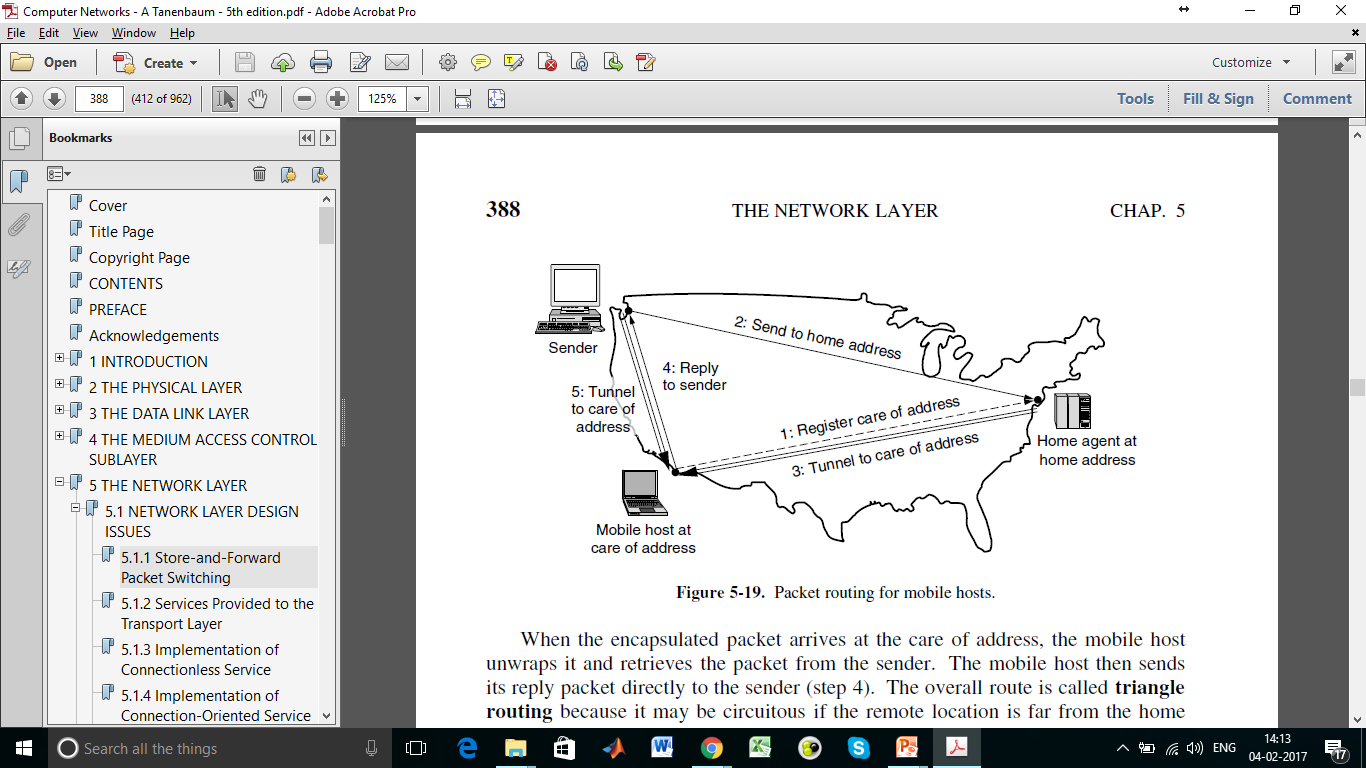 Computer Networks - A Tanenbaum - 5th edition.pdf - Adobe Acrobat Pro
File Edit View Window Help
Open Create Customize
388 (412 of 962) 125% Tools Fill & Sign Comment
Bookmarks
Cover
Title Page
Copyright Page
CONTENTS
PREFACE
Acknowledgements
1 INTRODUCTION
2 THE PHYSICAL LAYER
3 THE DATA LINK LAYER
4 THE MEDIUM ACCESS CONTROL
SUBLAYER
5 THE NETWORK LAYER
5.1 NETWORK LAYER DESIGN
ISSUES
5.1.1 Store-and-Forward
Packet Switching
5.1.2 Services Provided to the
Transport Layer
5.1.3 Implementation of
Connectionless Service
5.1.4 Implementation of
Connection-Oriented Service
388 THE NETWORK LAYER CHAP. 5
Sender
2: Send to home address
4: Reply
to sender
5: Tunnel
to care of
address
1: Register care of address
3: Tunnel to care of address
Home agent at
home address
Mobile host at
care of address
Figure 5-19. Packet routing for mobile hosts.
When the encapsulated packet arrives at the care of address, the mobile host
unwraps it and retrieves the packet from the sender. The mobile host then sends
its reply packet directly to the sender (step 4). The overall route is called triangle
routing because it may be circuitous if the remote location is far from the home
Search all the things
ENG
14:13
04-02-2017
17